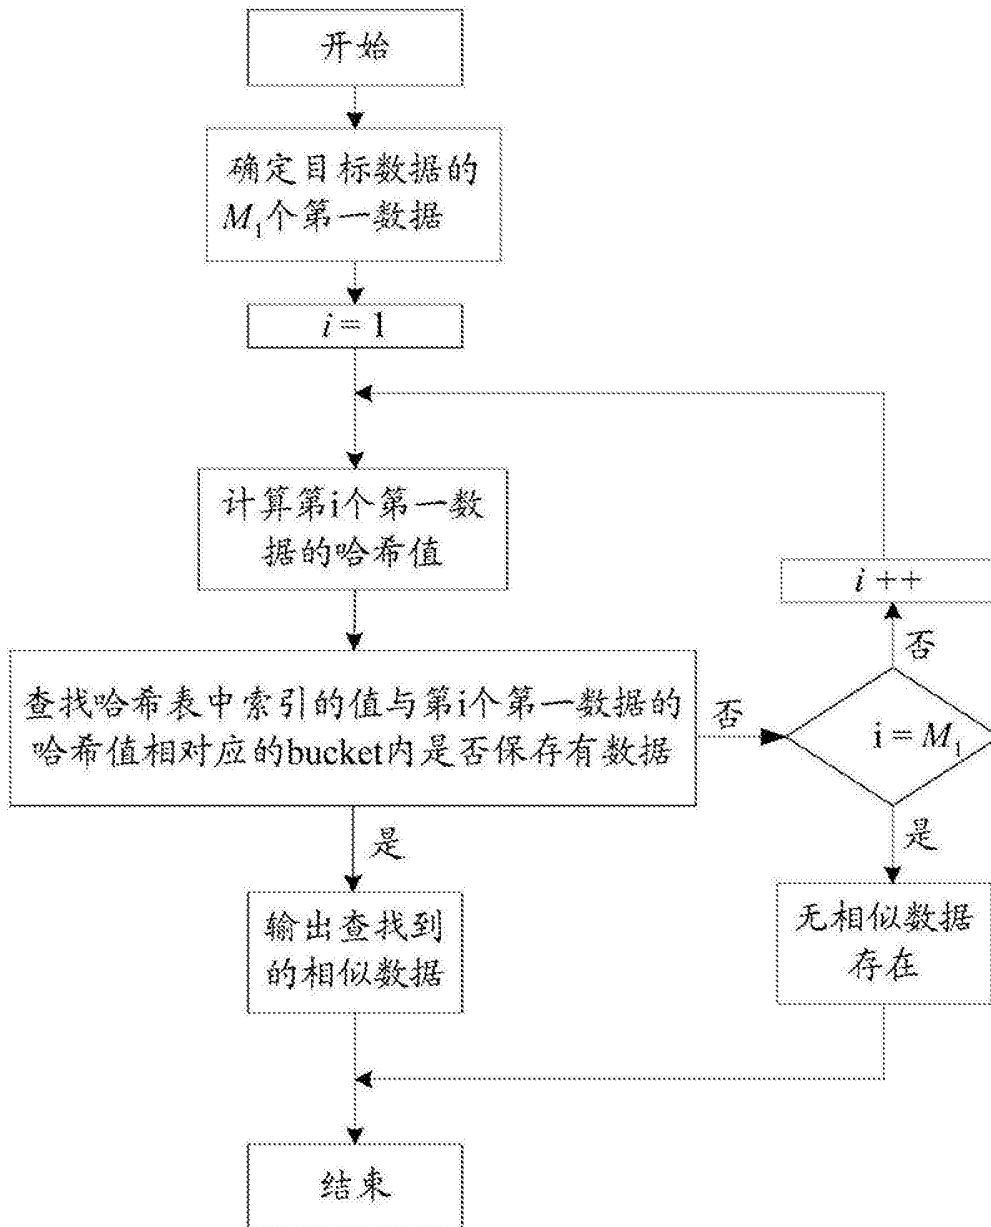 开始
确定目标数据的
M₁个第一数据
i = 1
计算第i个第一数
据的哈希值
i ++
否
查找哈希表中索引的值与第i个第一数据的
哈希值相对应的bucket内是否保存有数据
否
i = M₁
是
是
输出查找到
的相似数据
无相似数据
存在
结束